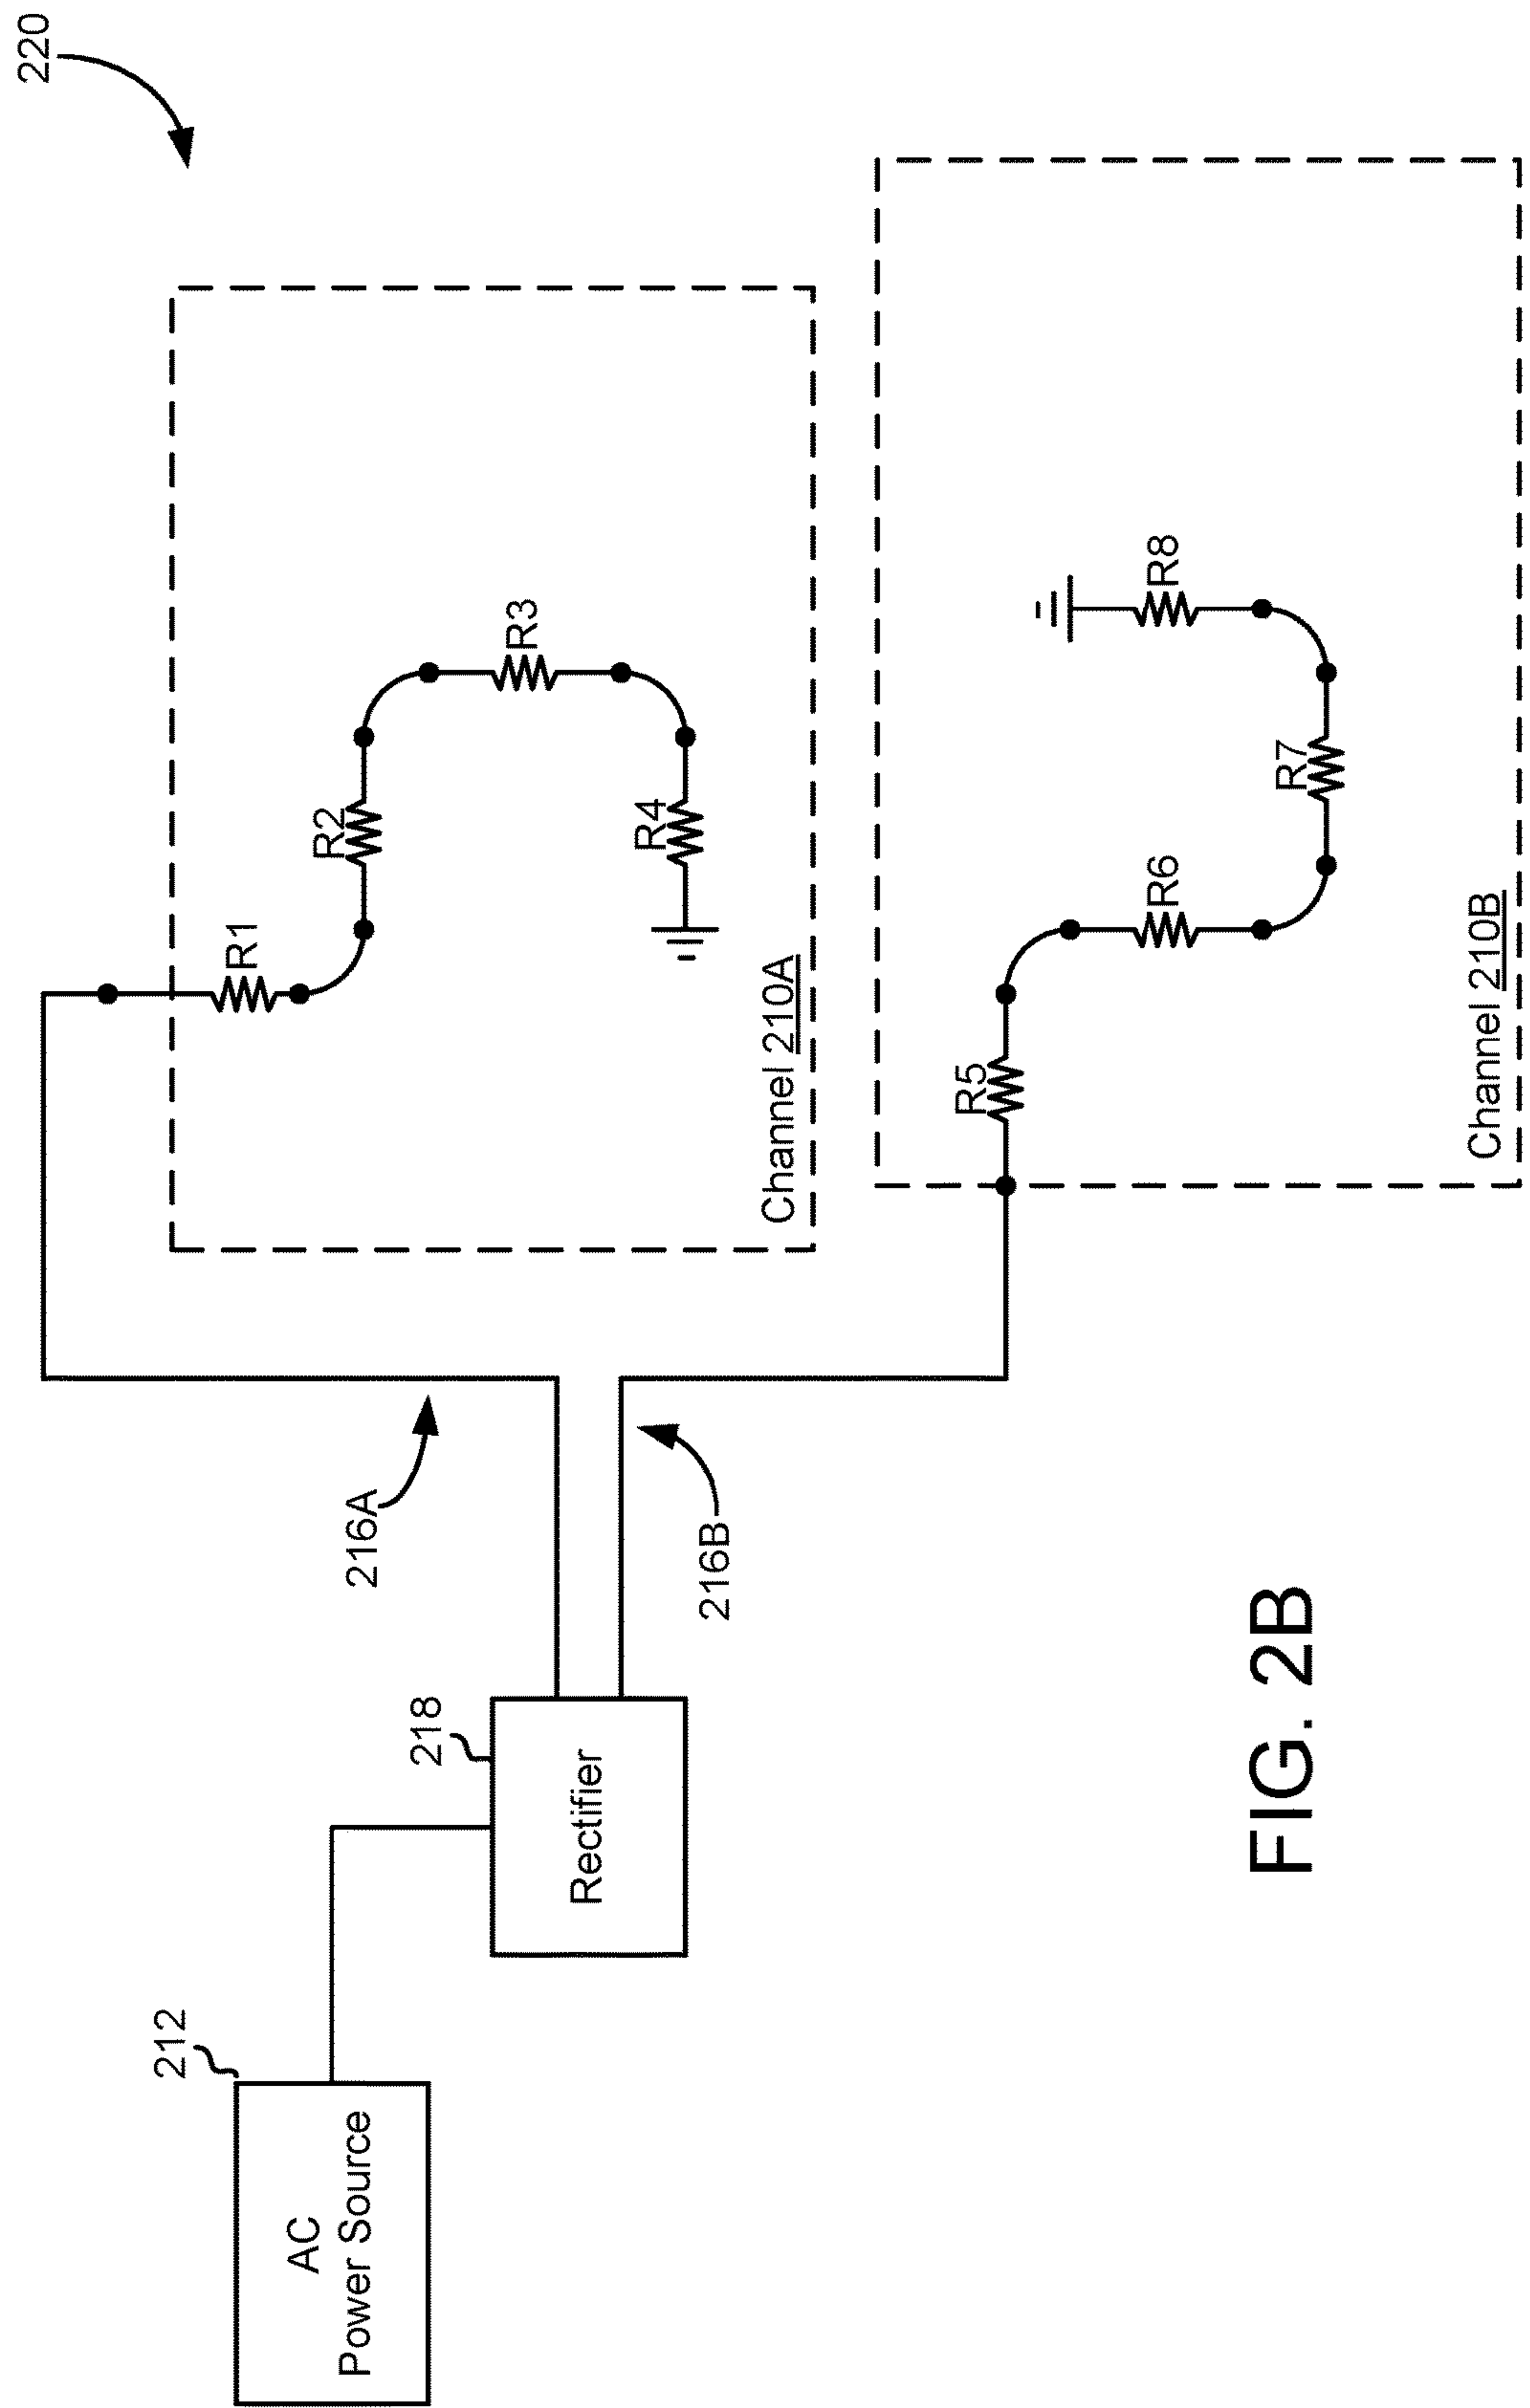 220
212
AC
Power Source
218
Rectifier
216A
216B
R1
R2
R3
R4
Channel 210A
R5
R6
R7
R8
Channel 210B
FIG. 2B